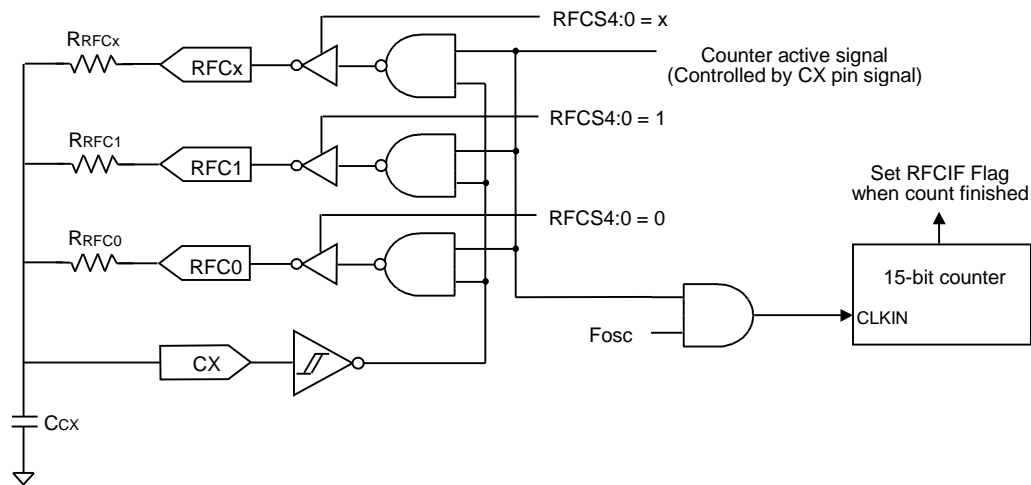 RFCS4:0 = x
RRFCx
RFCx
Counter active signal
(Controlled by CX pin signal)
RFCS4:0 = 1
RRFC1
RFC1
Set RFCIF Flag
when count finished
RFCS4:0 = 0
RRFC0
RFC0
15-bit counter
CLKIN
Fosc
CX
CCX